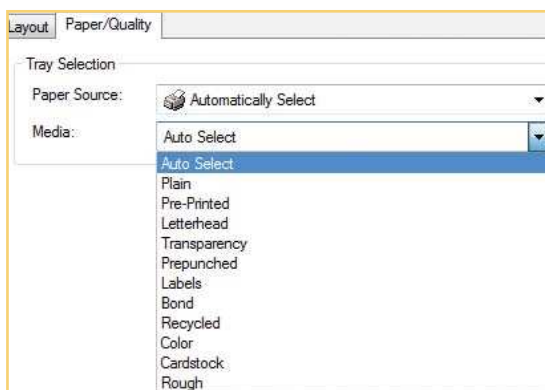 Layout Paper/Quality
Tray Selection
Paper Source: Automatically Select
Media: Auto Select
Auto Select
Plain
Pre-Printed
Letterhead
Transparency
Prepunched
Labels
Bond
Recycled
Color
Cardstock
Rough